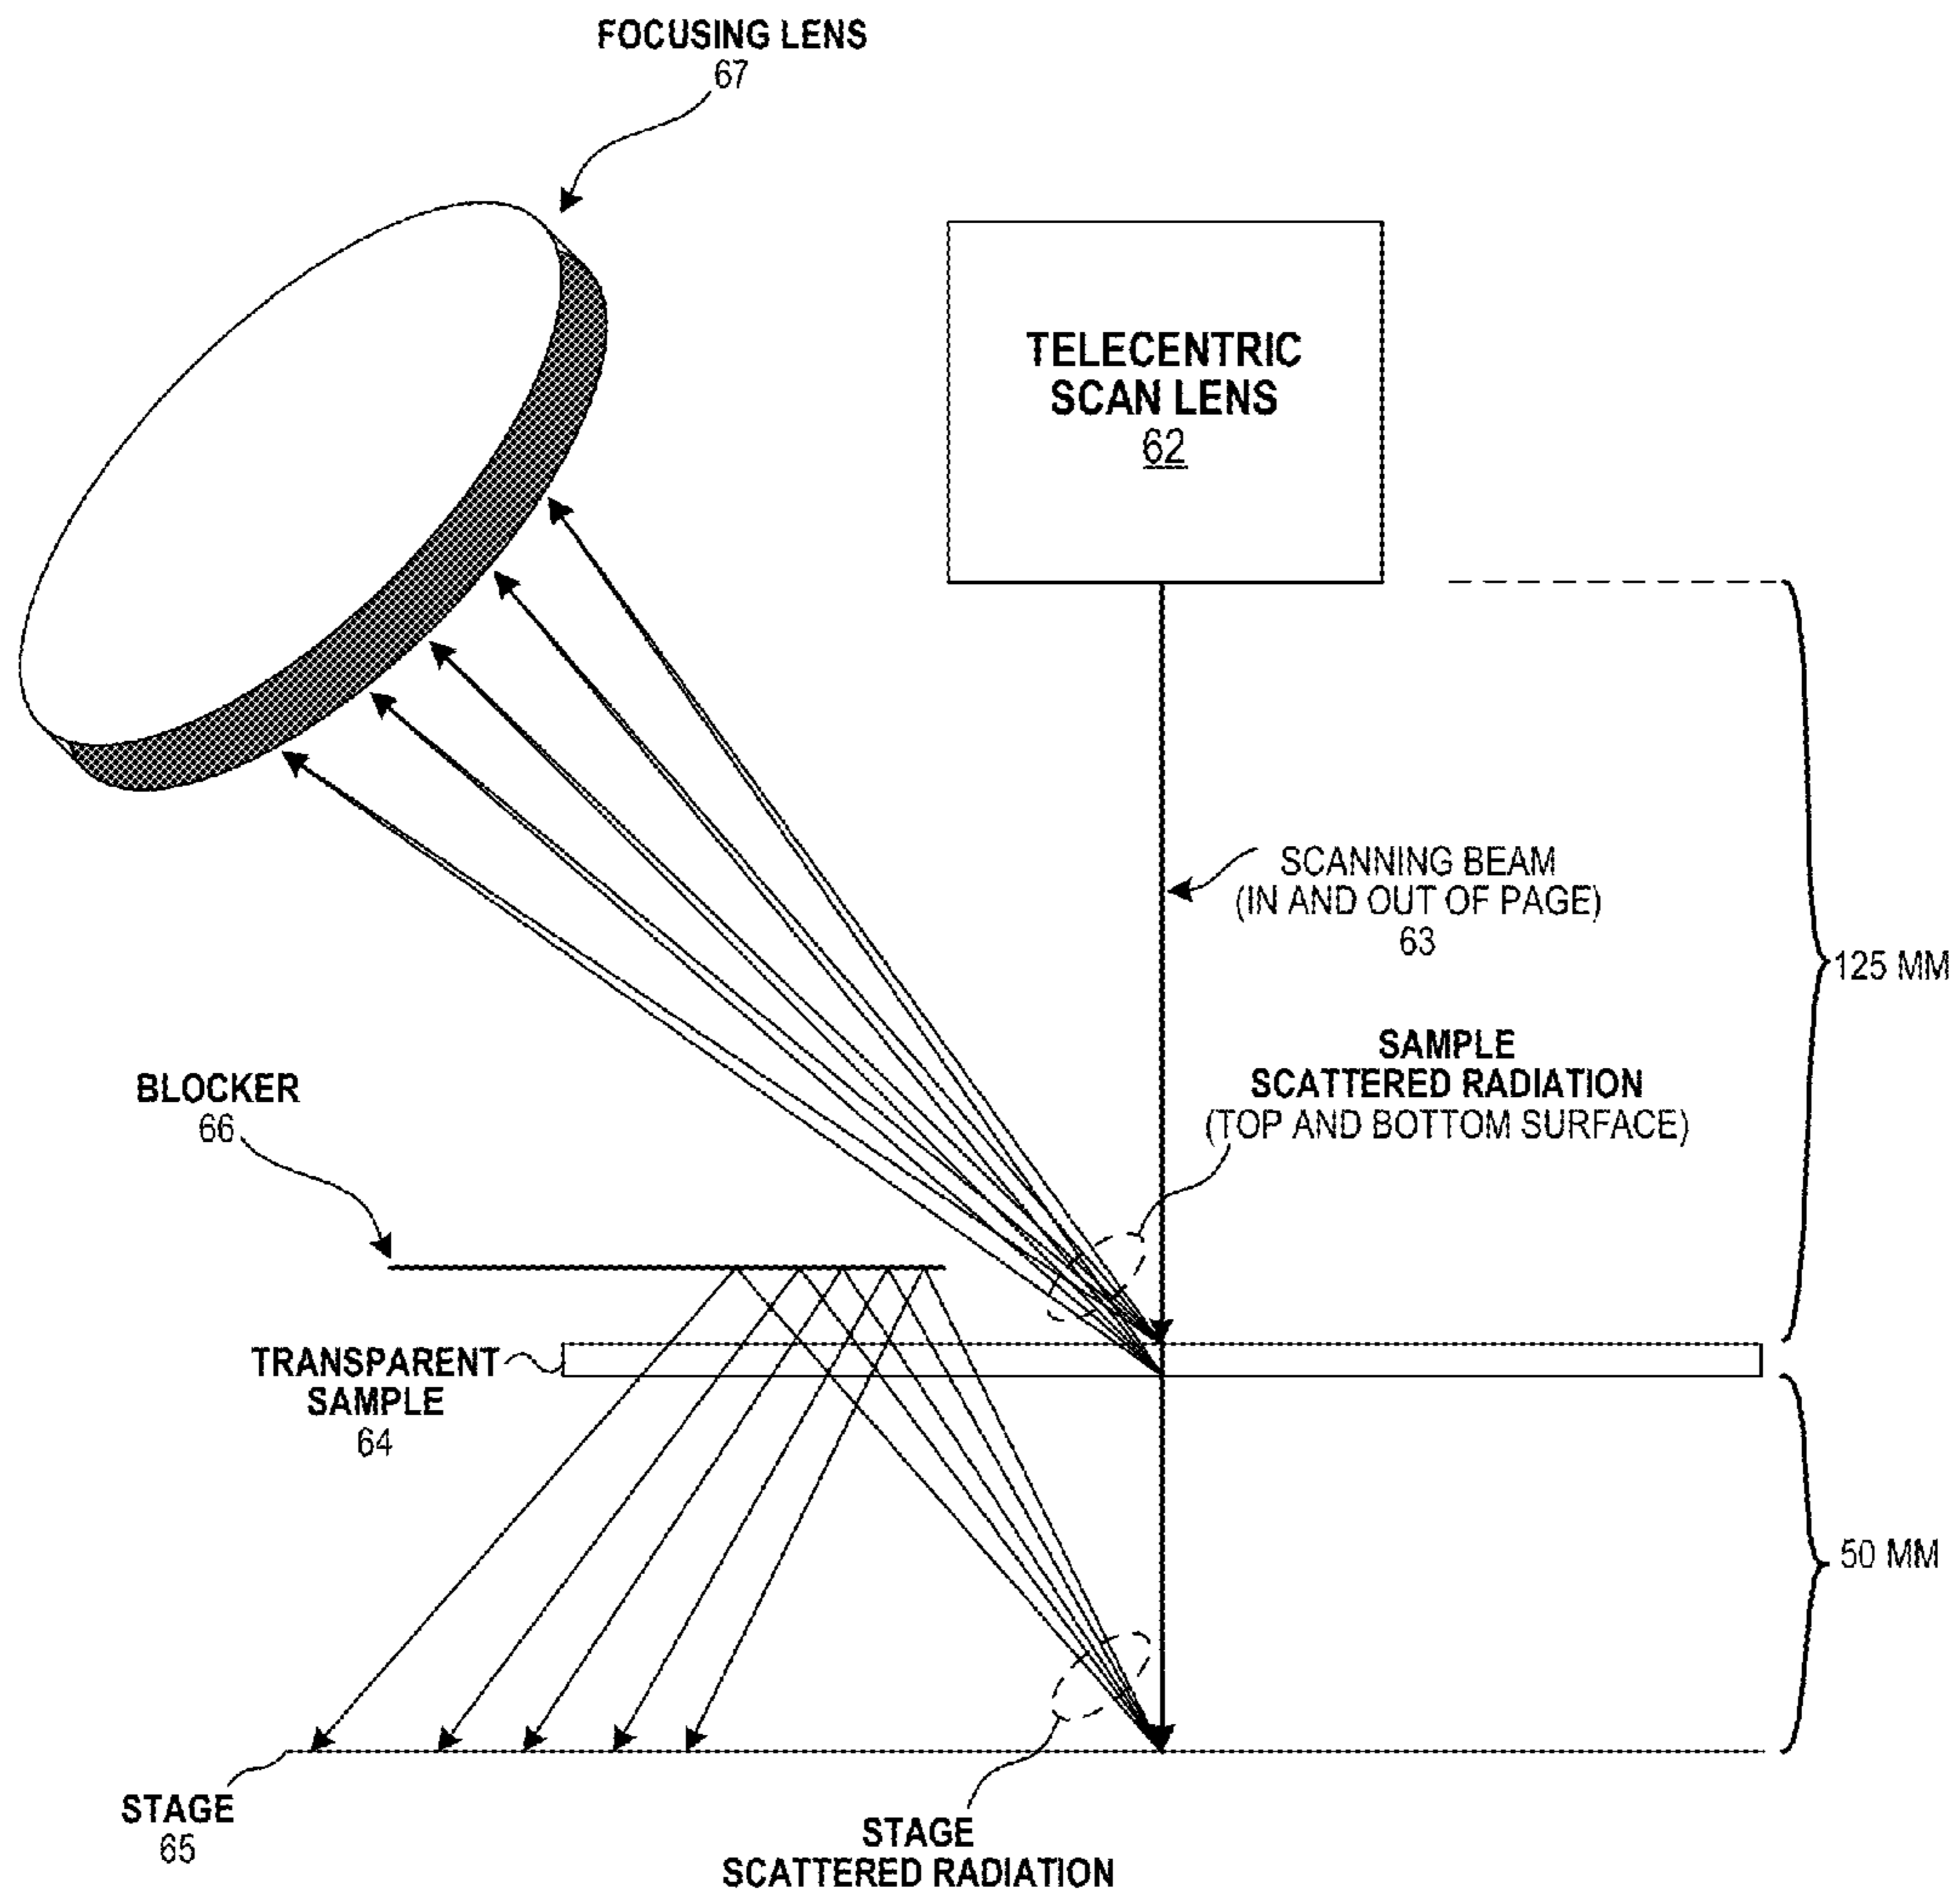 FOCUSING LENS
67
TELECENTRIC
SCAN LENS
62
SCANNING BEAM
(IN AND OUT OF PAGE)
63
125 MM
SAMPLE
SCATTERED RADIATION
(TOP AND BOTTOM SURFACE)
BLOCKER
66
TRANSPARENT
SAMPLE
64
50 MM
STAGE
65
STAGE
SCATTERED RADIATION